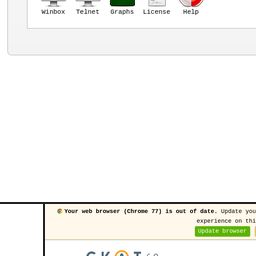 Winbox Telnet Graphs License Help
Your web browser (Chrome 77) is out of date. Update you
experience on thi
Update browser